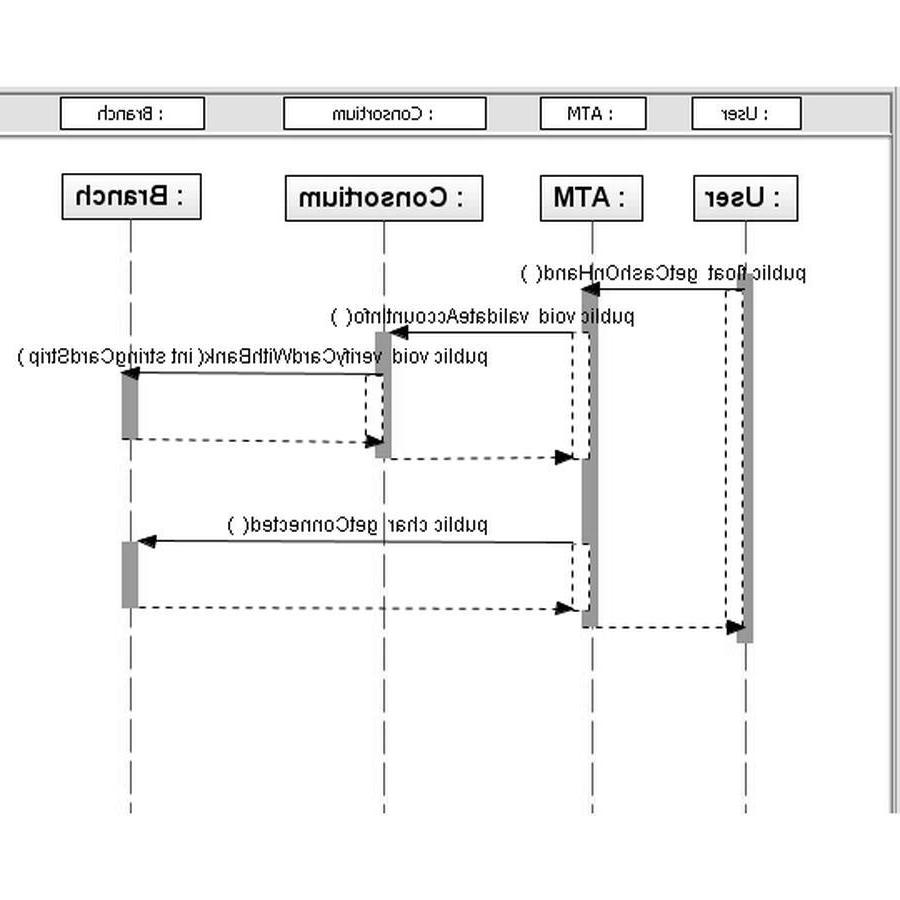 : User
: ATM
: Consortium
: Branch
: User
: ATM
: Consortium
: Branch
public float getCashOnHand( )
public void validateAccountInfo( )
public void verifyCardWithBank( int stringCardStrip )
public char getConnected( )